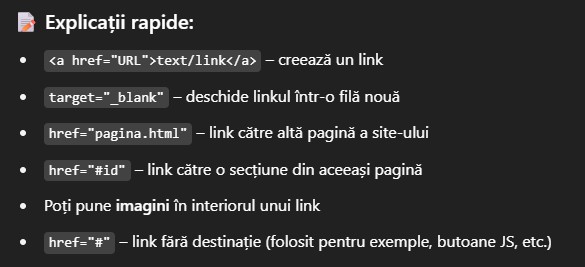 📝 Explicații rapide:
• <a href="URL">text/link</a> – creează un link
• target="_blank" – deschide linkul într-o filă nouă
• href="pagina.html" – link către altă pagină a site-ului
• href="#id" – link către o secțiune din aceeași pagină
• Poți pune imagini în interiorul unui link
• href="#" – link fără destinație (folosit pentru exemple, butoane JS, etc.)